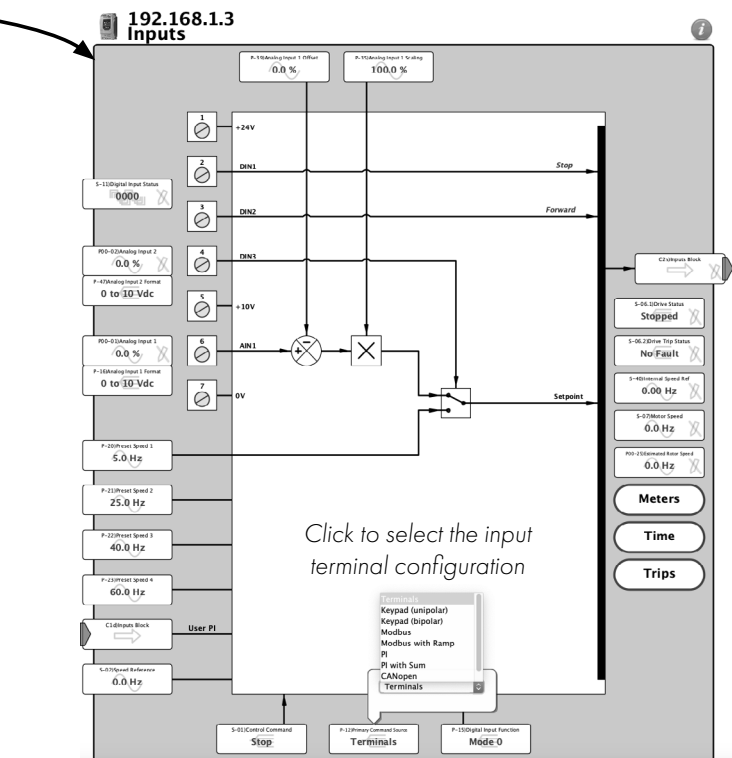 192.168.1.3
Inputs
i
P-39)Analog Input 1 Offset
0.0 %
P-35)Analog Input 1 Scaling
100.0 %
1
+24V
2
DIN1
Stop
S-11)Digital Input Status
0000
3
DIN2
Forward
P00-02)Analog Input 2
0.0 %
4
DIN3
C2s)Inputs Block
P-47)Analog Input 2 Format
0 to 10 Vdc
5
+10V
S-06.1)Drive Status
Stopped
P00-01)Analog Input 1
0.0 %
6
AIN1
S-06.2)Drive Trip Status
No Fault
P-16)Analog Input 1 Format
0 to 10 Vdc
7
0V
Setpoint
S-40)Internal Speed Ref
0.00 Hz
S-07)Motor Speed
0.0 Hz
P-20)Preset Speed 1
5.0 Hz
P00-21)Estimated Rotor Speed
0.0 Hz
P-21)Preset Speed 2
25.0 Hz
Meters
P-22)Preset Speed 3
40.0 Hz
Click to select the input
terminal configuration
Time
P-23)Preset Speed 4
60.0 Hz
Trips
C1d)Inputs Block
User PI
S-02)Speed Reference
0.0 Hz
Terminals
Keypad (unipolar)
Keypad (bipolar)
Modbus
Modbus with Ramp
PI
PI with Sum
CANopen
Terminals
S-01)Control Command
Stop
P-12)Primary Command Source
Terminals
P-15)Digital Input Function
Mode 0